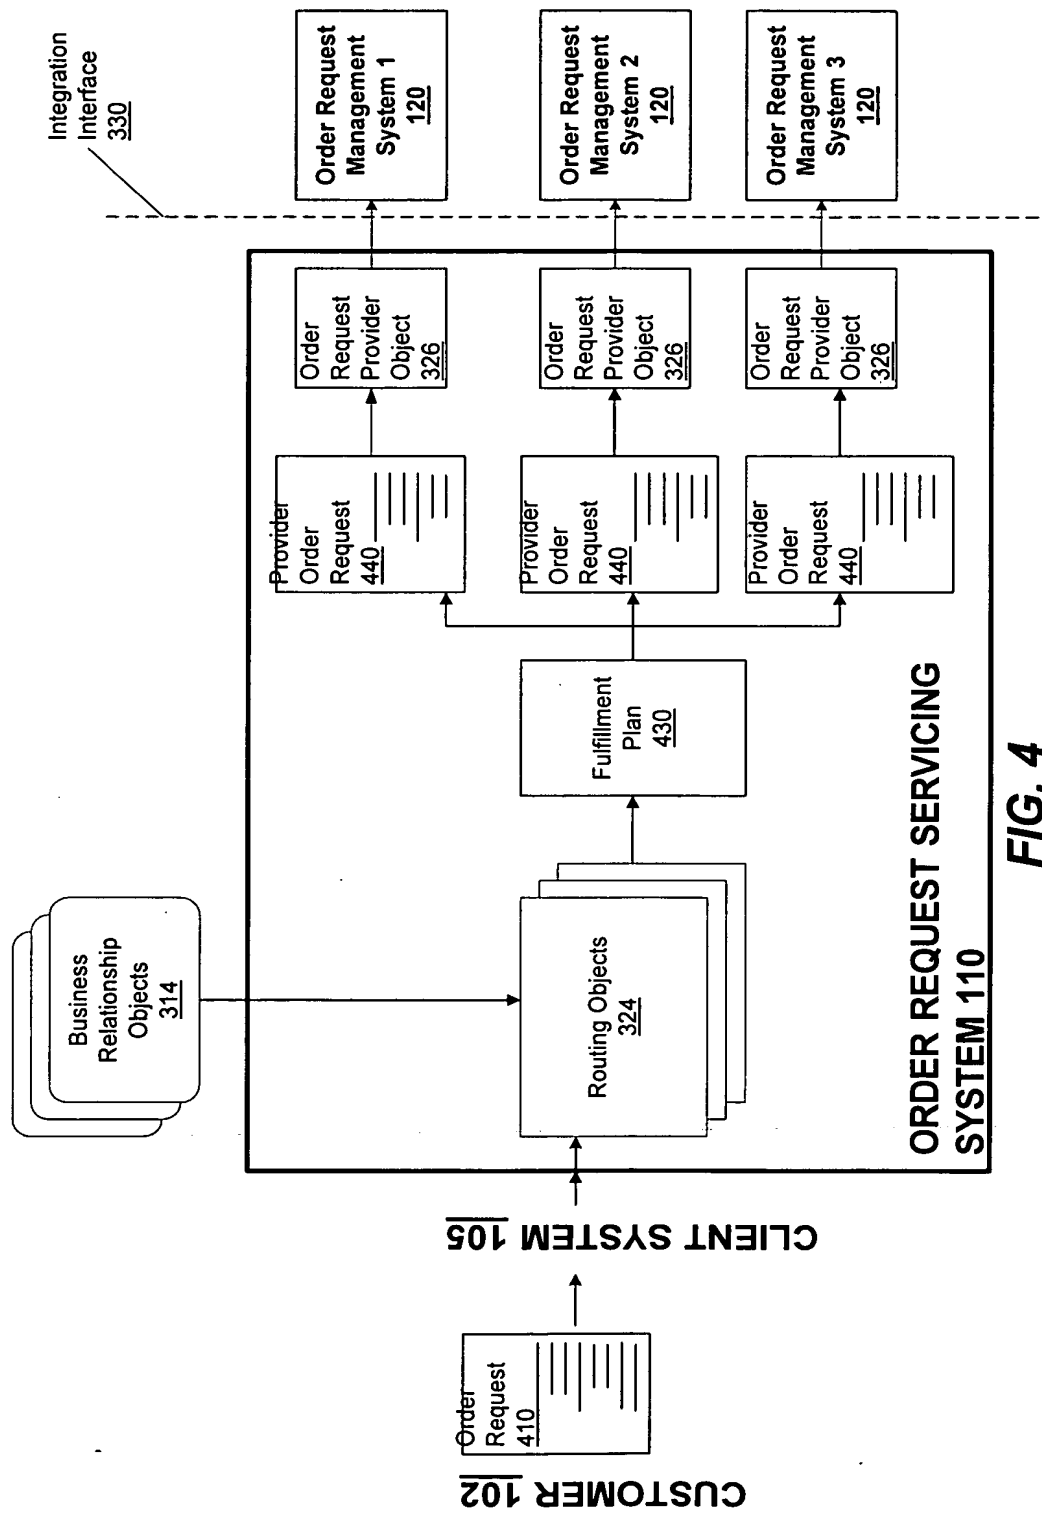 Integration
Interface
330
Order Request
Management
System 1
120
Order Request
Management
System 2
120
Order Request
Management
System 3
120
Order
Request
Provider
Object
326
Order
Request
Provider
Object
326
Order
Request
Provider
Object
326
Provider
Order
Request
440
Provider
Order
Request
440
Provider
Order
Request
440
Fulfillment
Plan
430
Business
Relationship
Objects
314
Routing Objects
324
ORDER REQUEST SERVICING
SYSTEM 110
CLIENT SYSTEM 105
Order
Request
410
CUSTOMER 102
FIG. 4